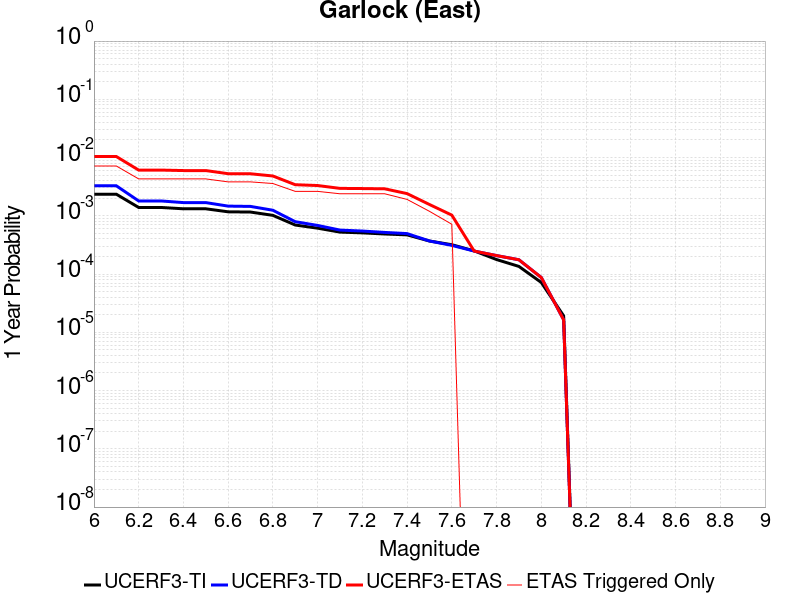 Garlock (East)
10^0
10^-1
10^-2
10^-3
10^-4
10^-5
10^-6
10^-7
10^-8
1 Year Probability
6 6.2 6.4 6.6 6.8 7 7.2 7.4 7.6 7.8 8 8.2 8.4 8.6 8.8 9
Magnitude
UCERF3-TI UCERF3-TD UCERF3-ETAS ETAS Triggered Only